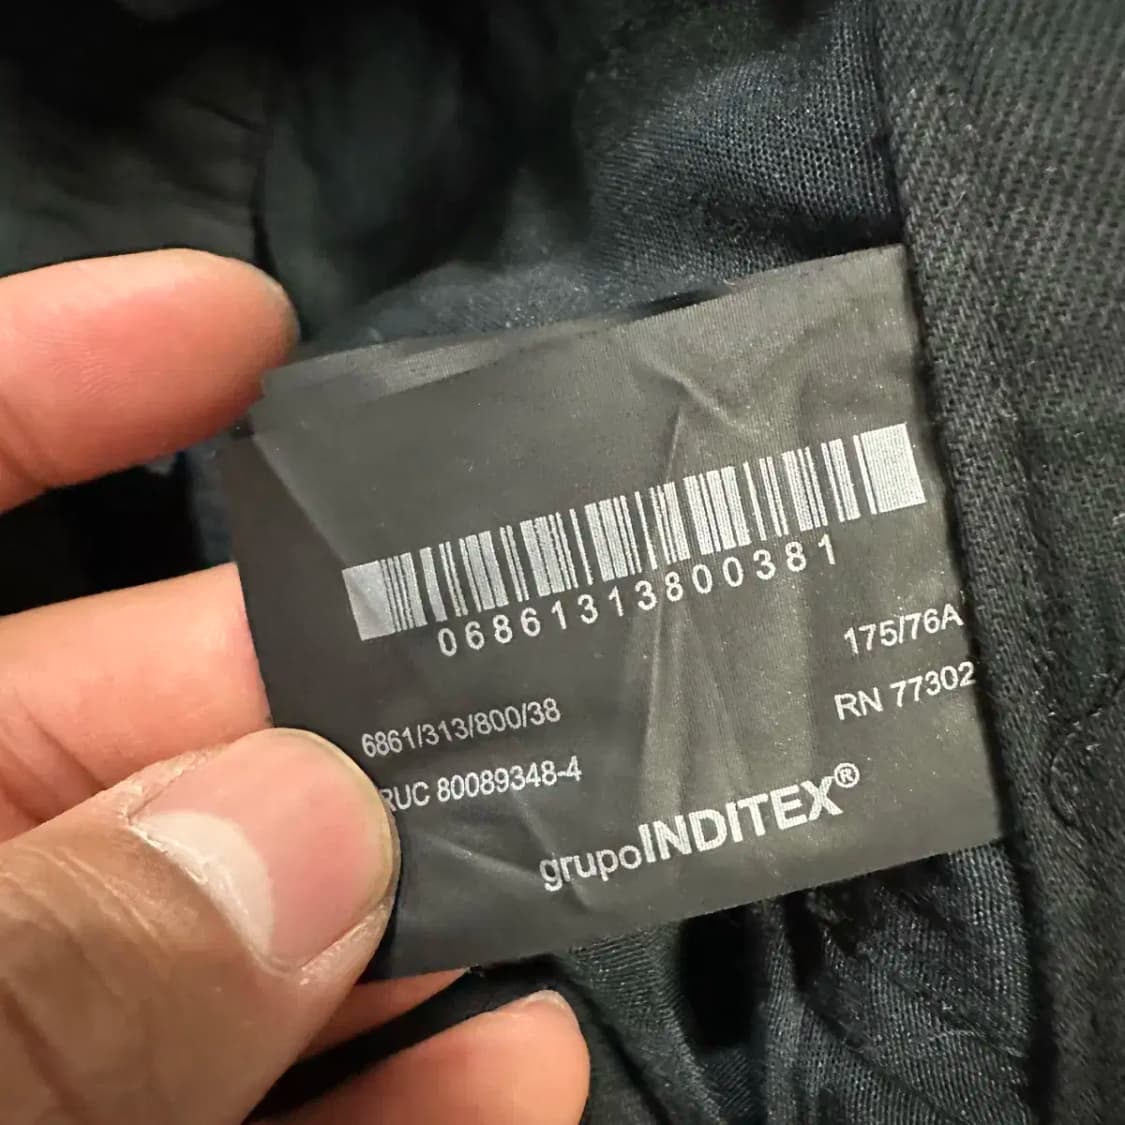 06861313800381
175/76A
6861/313/800/38
RN 77302
RUC 80089348-4
grupoINDITEX®